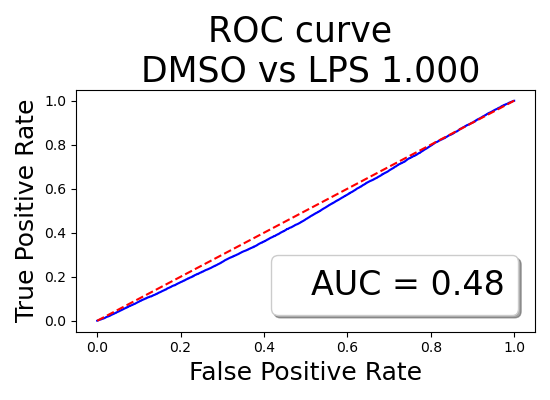 ROC curve
DMSO vs LPS 1.000
True Positive Rate
1.0
0.8
0.6
0.4
0.2
0.0
AUC = 0.48
0.0 0.2 0.4 0.6 0.8 1.0
False Positive Rate